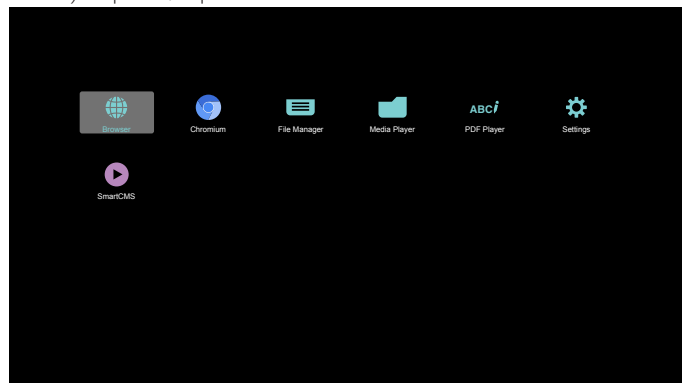 Browser
Chromium
File Manager
Media Player
ABCi
PDF Player
Settings
SmartCMS